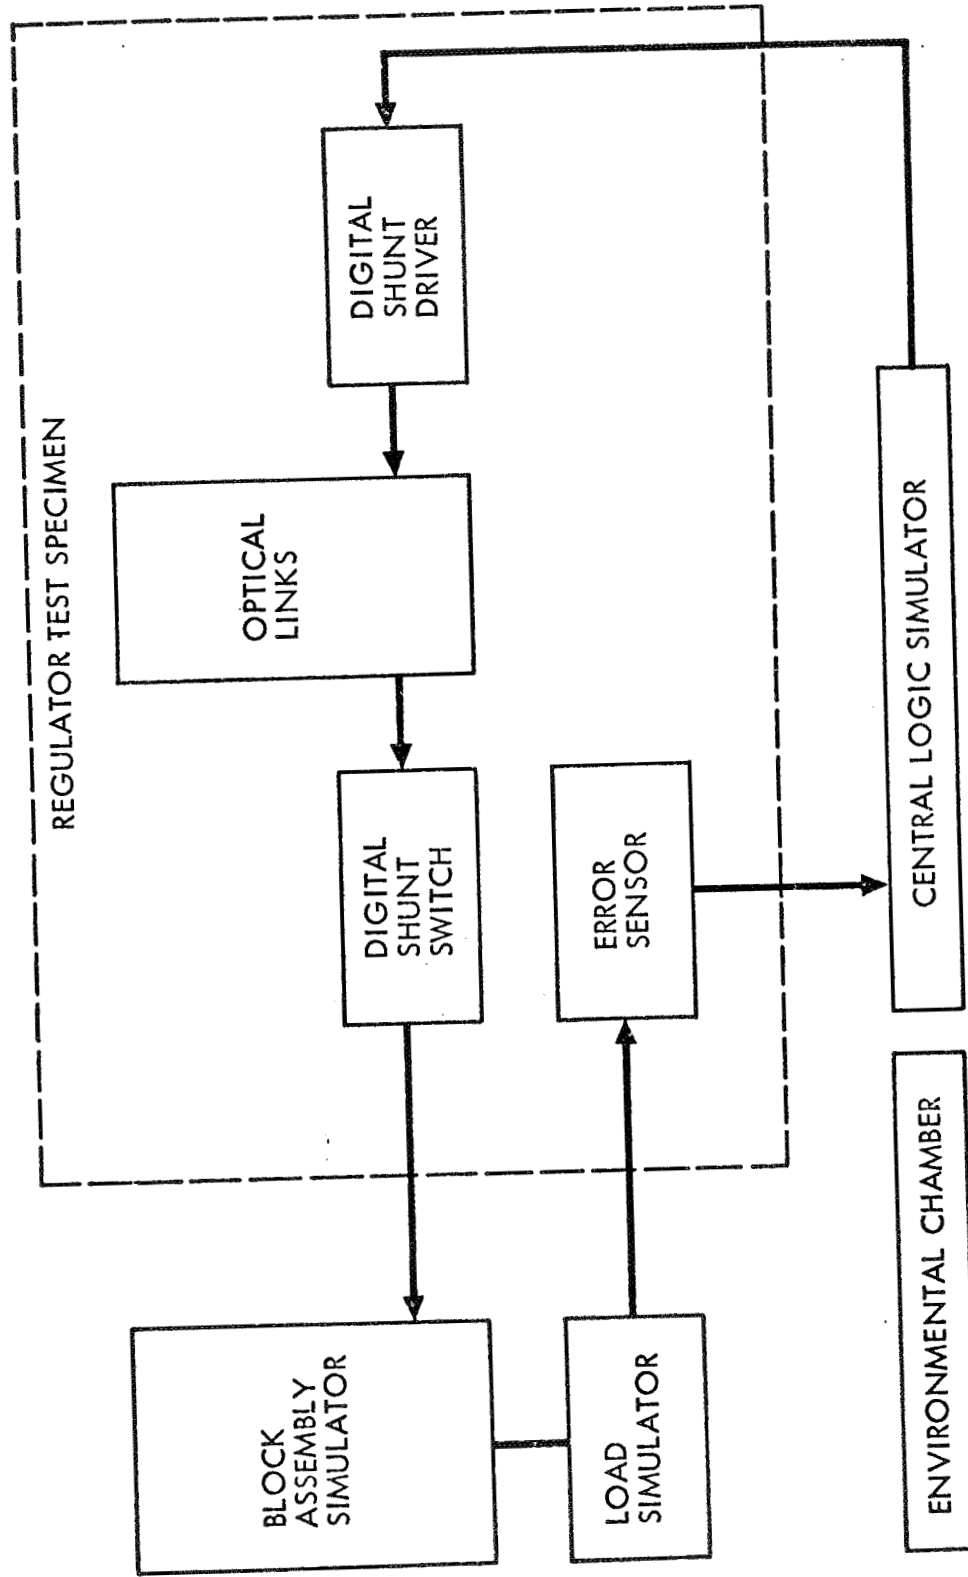 REGULATOR TEST SPECIMEN
BLOCK
ASSEMBLY
SIMULATOR
DIGITAL
SHUNT
SWITCH
OPTICAL
LINKS
DIGITAL
SHUNT
DRIVER
LOAD
SIMULATOR
ERROR
SENSOR
ENVIRONMENTAL CHAMBER
CENTRAL LOGIC SIMULATOR